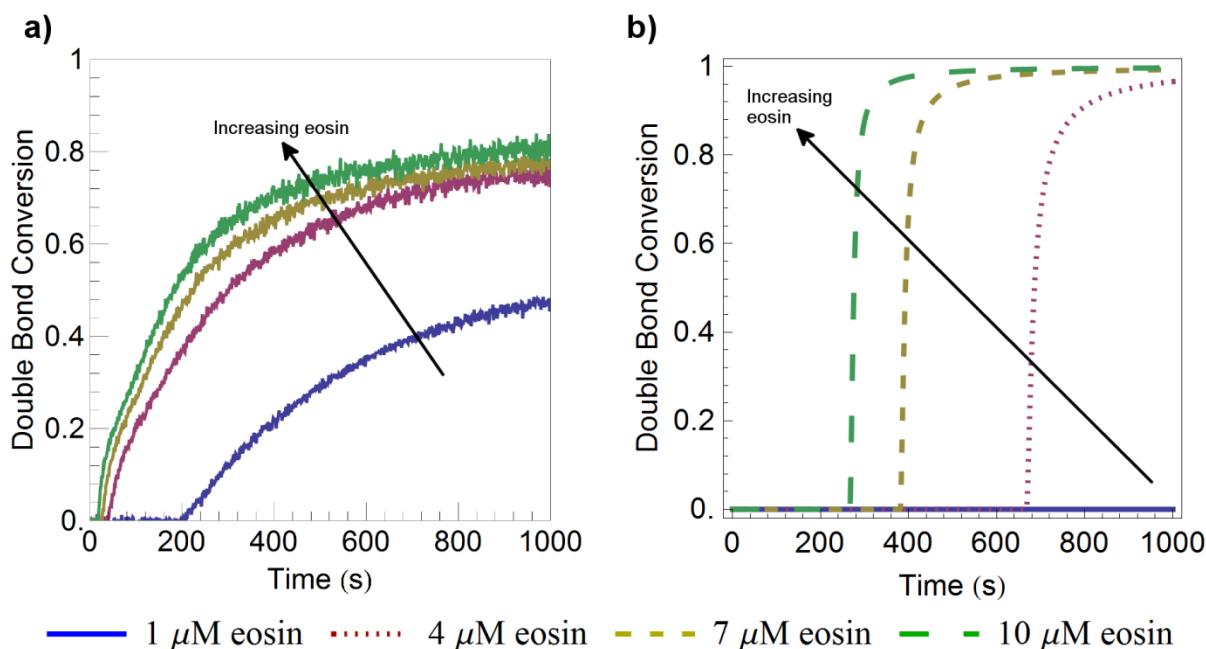 a)
1
0.8
0.6
0.4
0.2
0.
Double Bond Conversion
Increasing eosin
0 200 400 600 800 1000
Time (s)
b)
1
0.8
0.6
0.4
0.2
0.
Double Bond Conversion
Increasing
eosin
0 200 400 600 800 1000
Time (s)
1 μM eosin 4 μM eosin 7 μM eosin 10 μM eosin